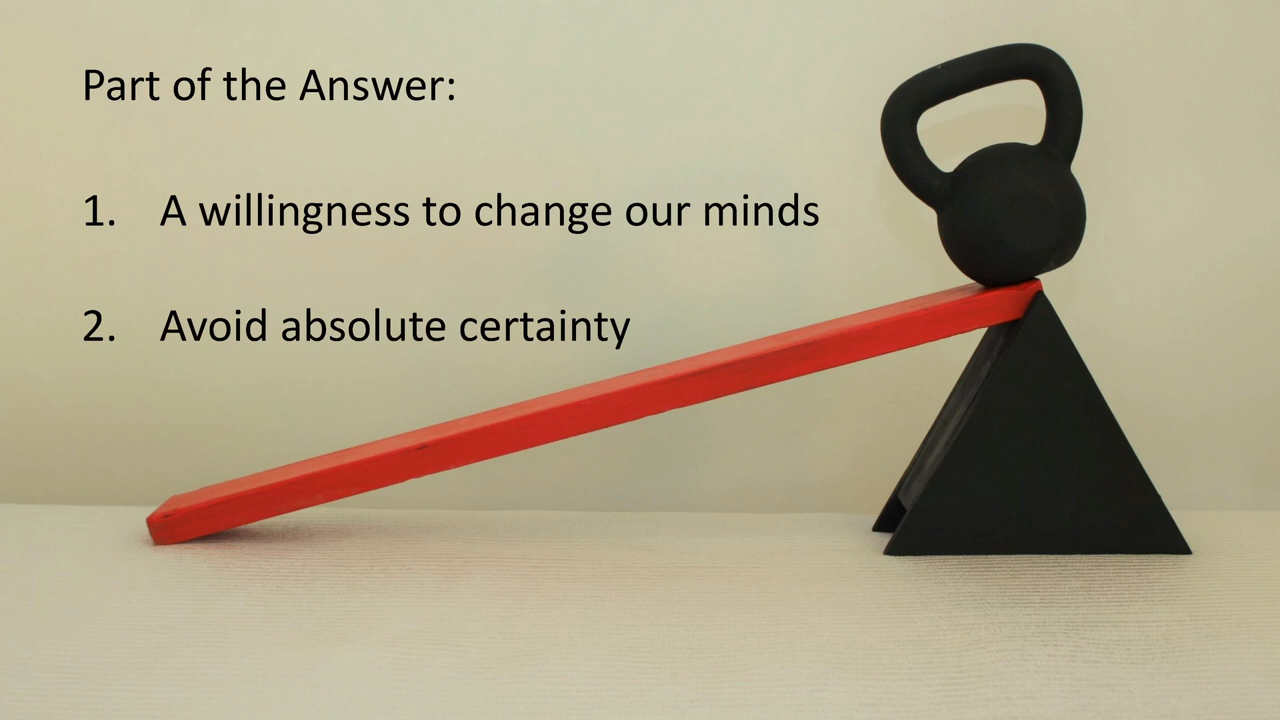 Part of the Answer:
1. A willingness to change our minds
2. Avoid absolute certainty